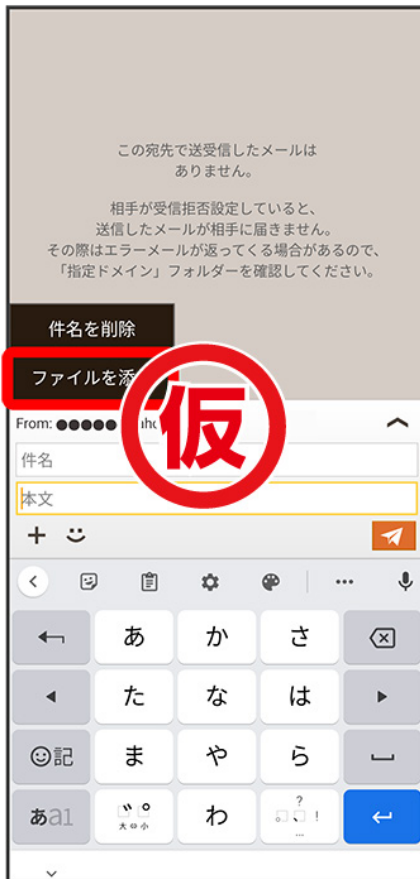 この宛先で送受信したメールは
ありません。
相手が受信拒否設定していると、
送信したメールが相手に届きません。
その際はエラーメールが返ってくる場合があるので、
「指定ドメイン」フォルダーを確認してください。
件名を削除
ファイルを添
仮
From: ●●●●●
件名
本文
あ か さ
た な は
☺記 ま や ら
あa1 大⇔小 わ ? ! ...